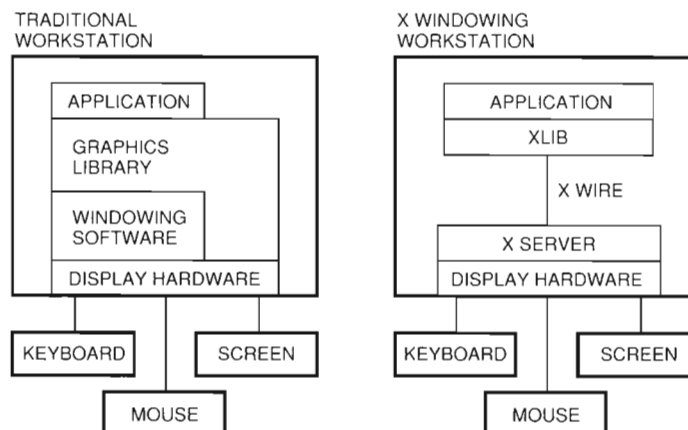 TRADITIONAL
WORKSTATION
APPLICATION
GRAPHICS
LIBRARY
WINDOWING
SOFTWARE
DISPLAY HARDWARE
KEYBOARD
SCREEN
MOUSE
X WINDOWING
WORKSTATION
APPLICATION
XLIB
X WIRE
X SERVER
DISPLAY HARDWARE
KEYBOARD
SCREEN
MOUSE